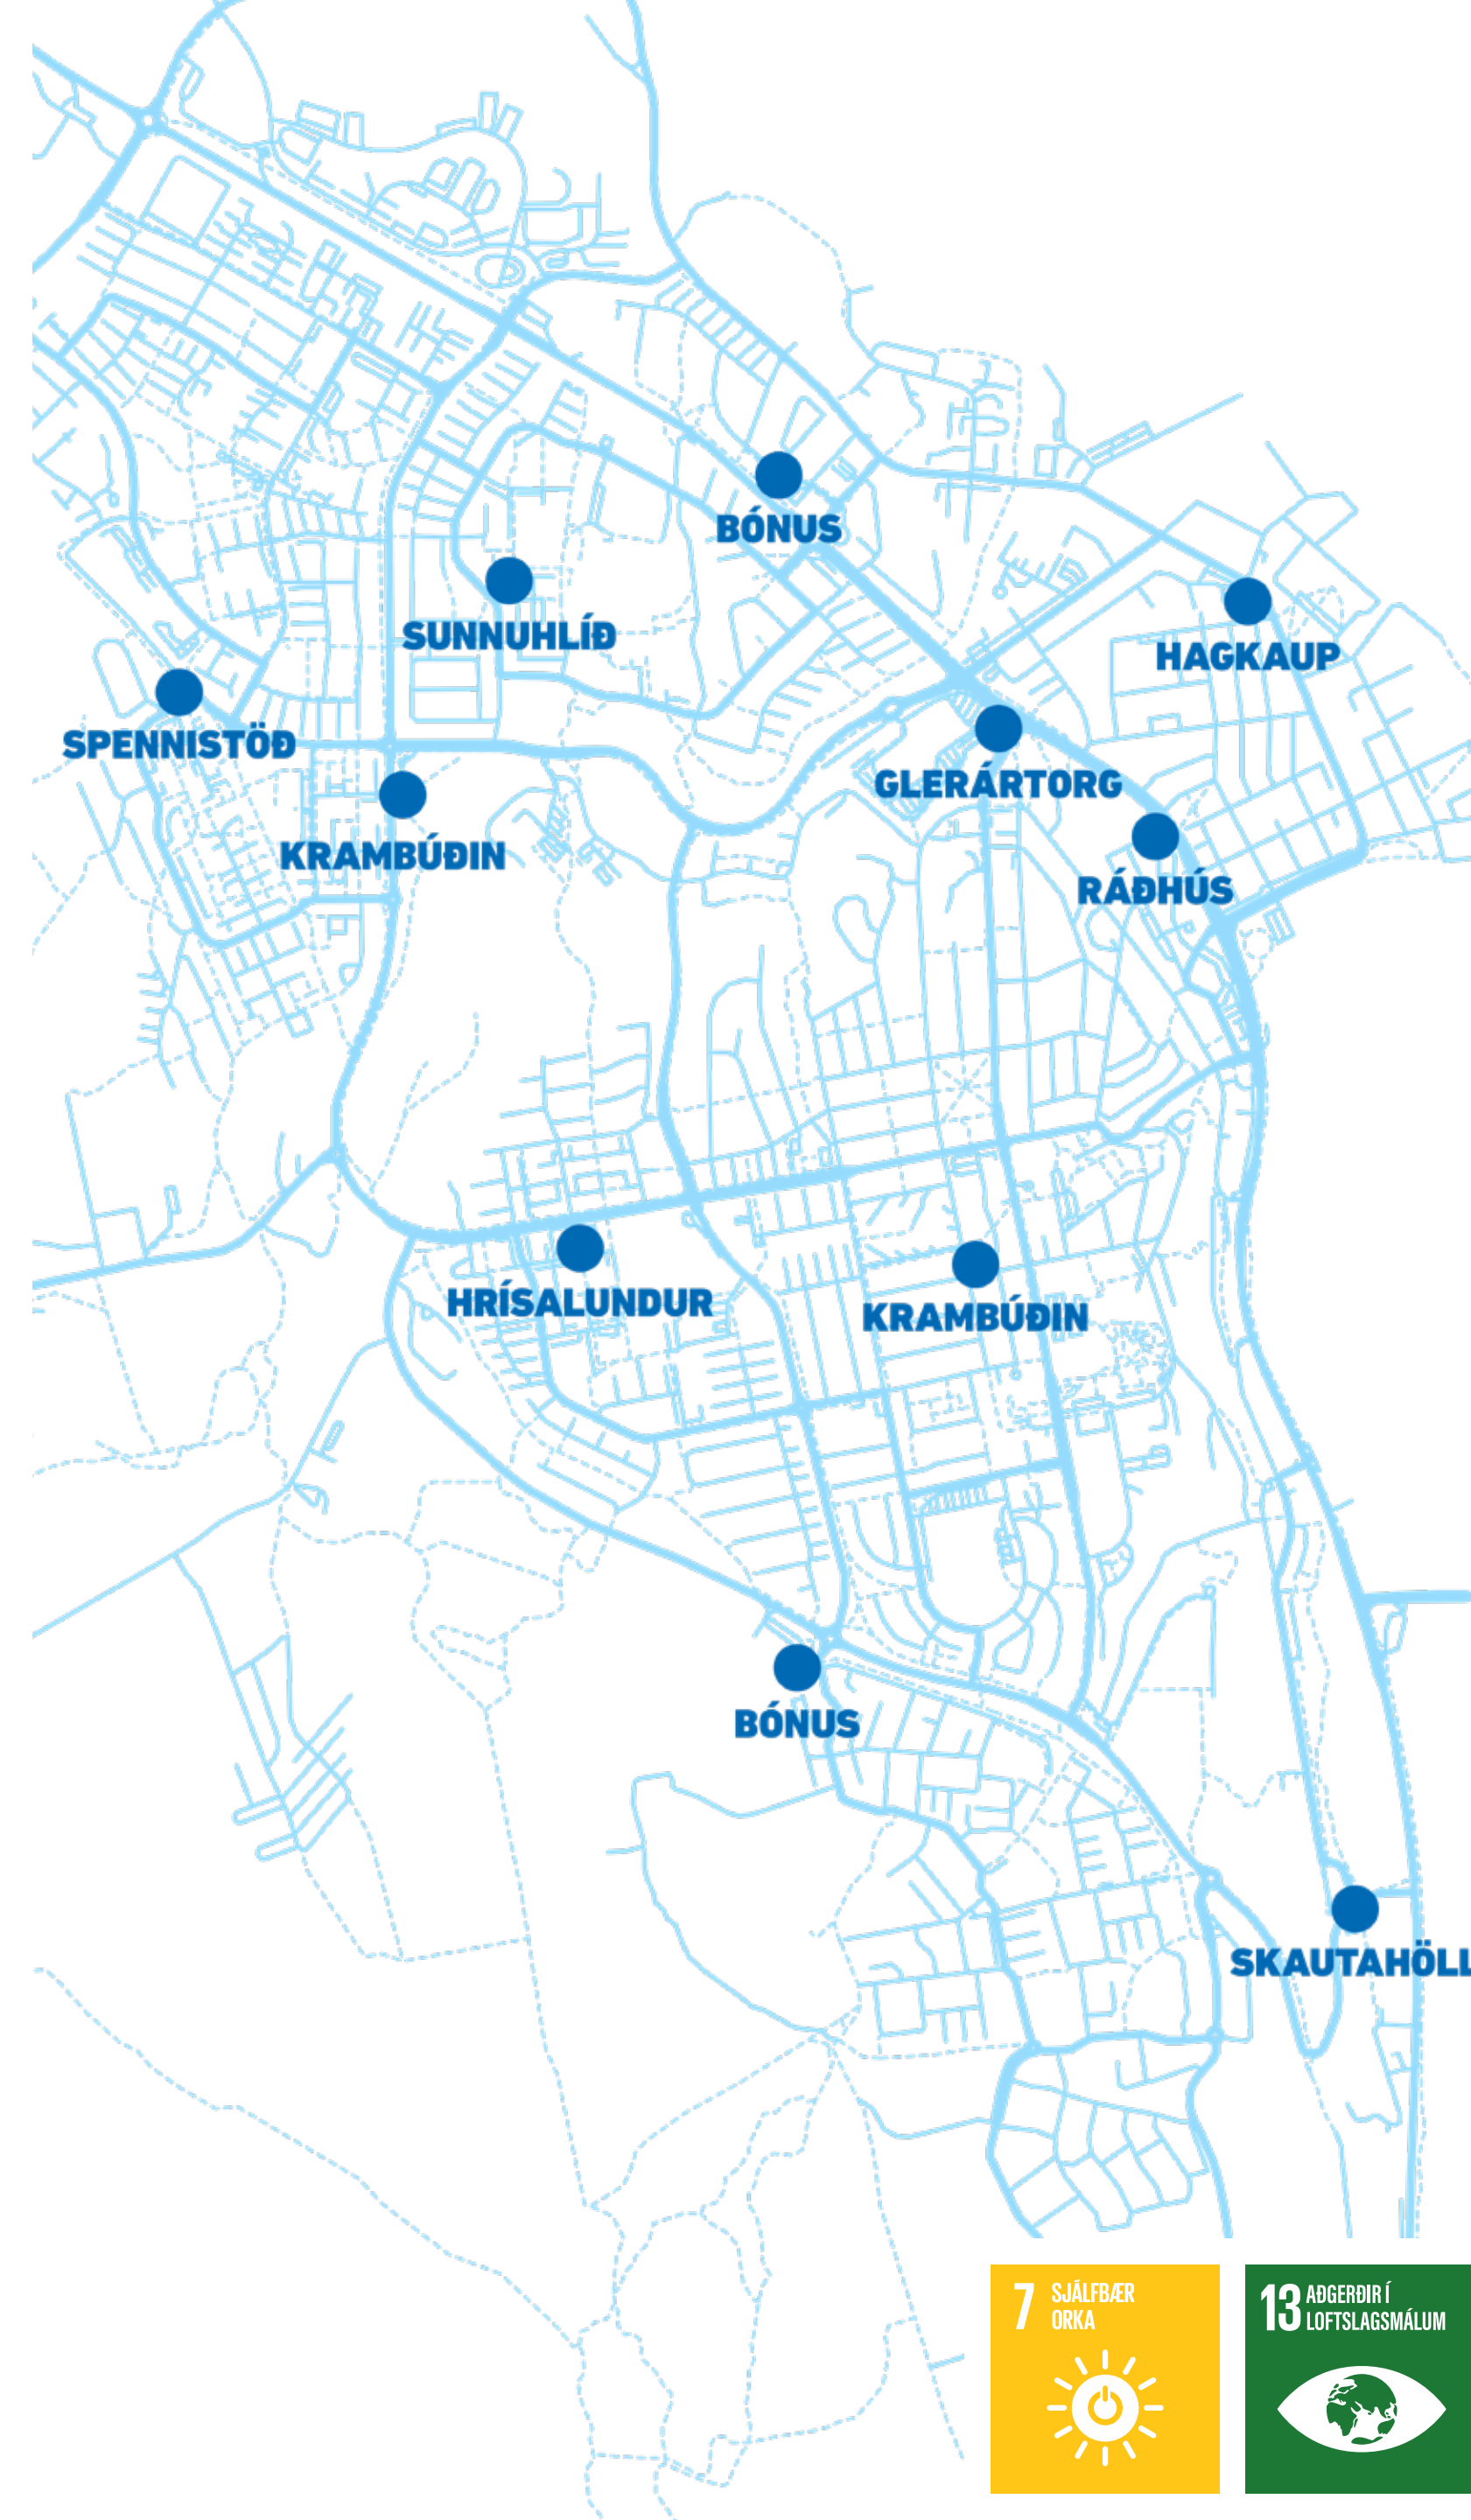 BÓNUS
SUNNUHLÍÐ
HAGKAUP
SPENNISTÖÐ
GLERÁRTORG
KRAMBÚÐIN
RÁÐHÚS
HRÍSALUNDUR
KRAMBÚÐIN
BÓNUS
SKAUTAHÖLL
7 SJÁLFBÆR
ORKA
13 AÐGERÐIR Í
LOFTSLAGSMÁLUM